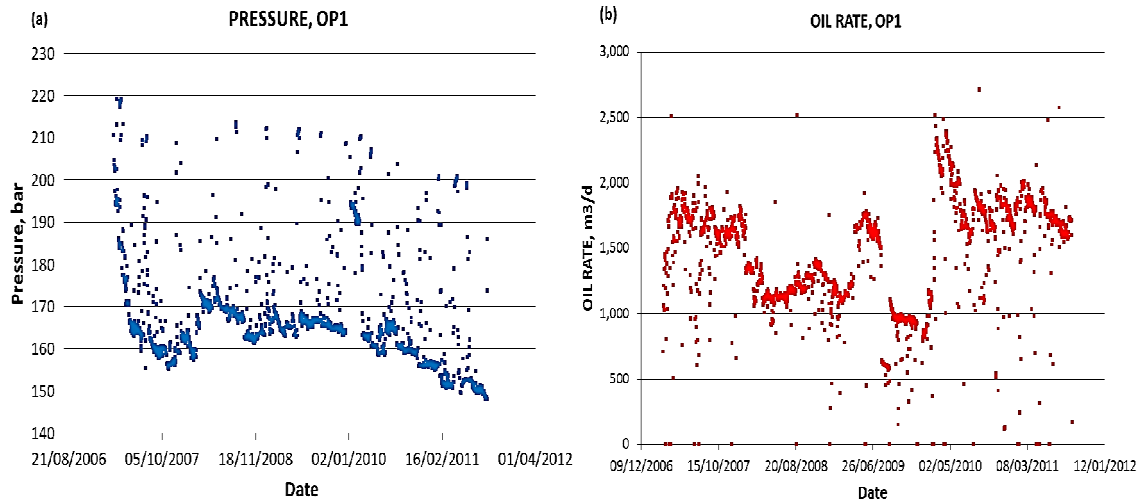 (a)
PRESSURE, OP1
230
220
210
200
190
180
170
160
150
140
Pressure, bar
21/08/2006 05/10/2007 18/11/2008 02/01/2010 16/02/2011 01/04/2012
Date
(b)
OIL RATE, OP1
3,000
2,500
2,000
1,500
1,000
500
0
OIL RATE, m3/d
09/12/2006 15/10/2007 20/08/2008 26/06/2009 02/05/2010 08/03/2011 12/01/2012
Date